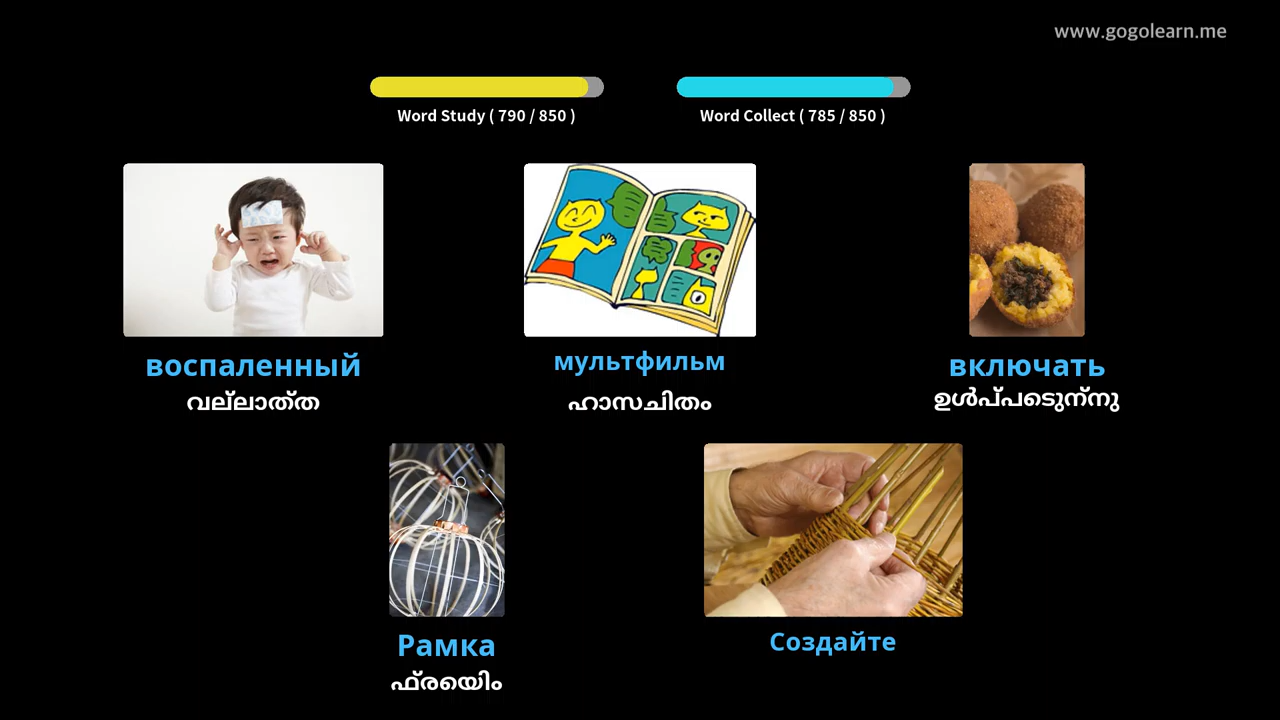 www.gogolearn.me
Word Study ( 790 / 850 )
Word Collect ( 785 / 850 )
воспаленный
мультфильм
включать
വല്ലാത്ത
ഹാസചിതം
ഉൾപ്പടെുന്നു
Рамка
Создайте
ഫ്രയെിം